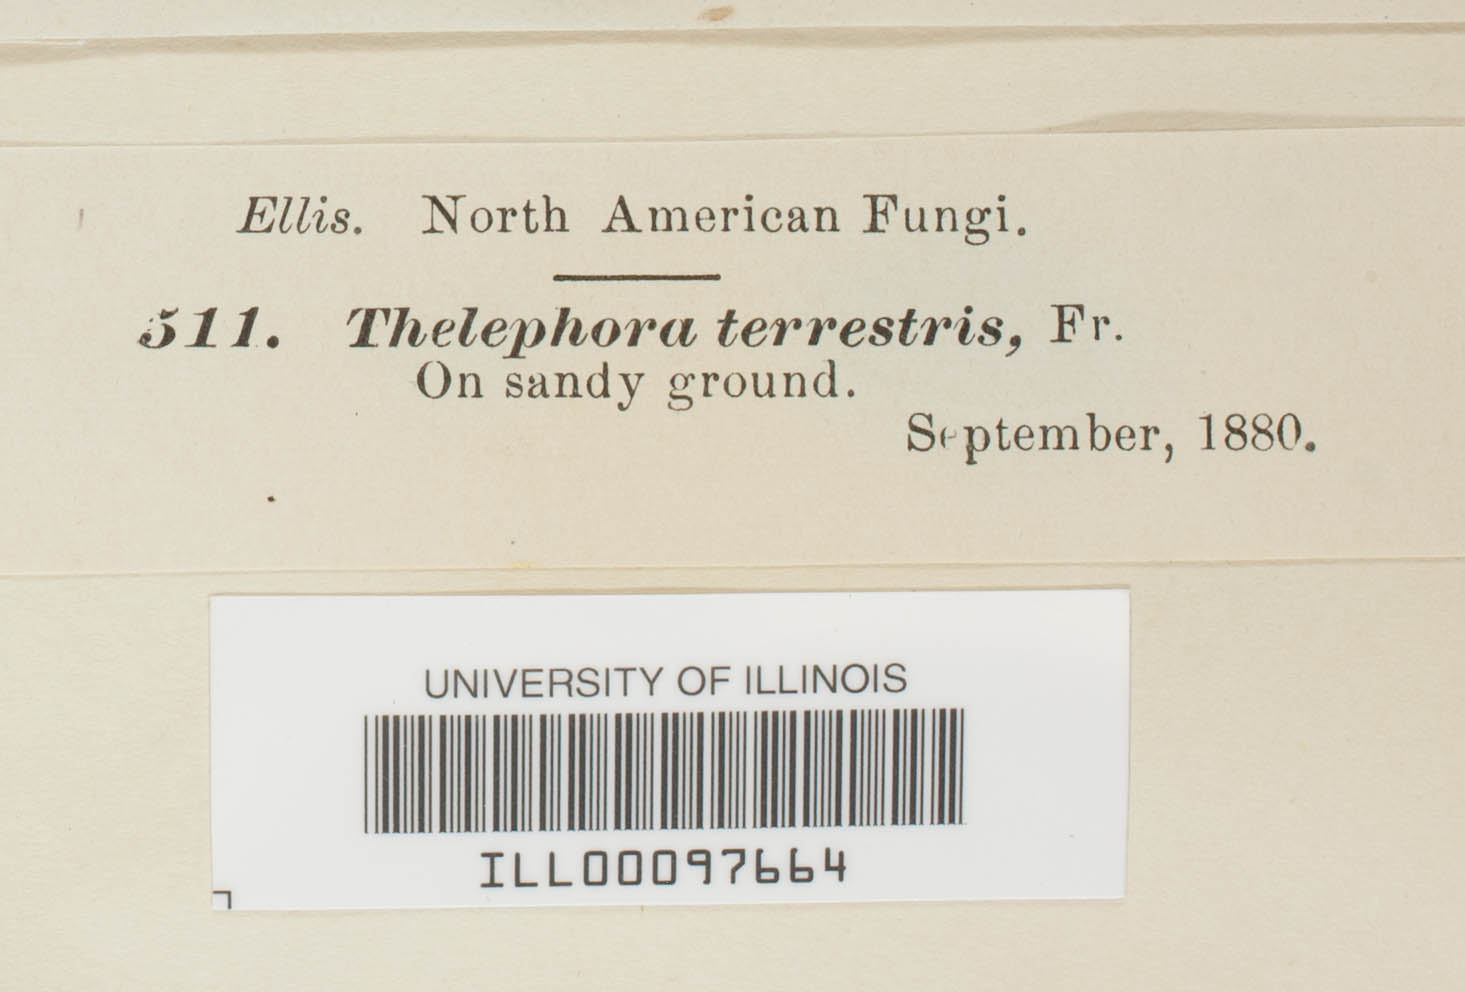 Ellis. North American Fungi.
511. Thelephora terrestris, Fr.
On sandy ground.
September, 1880.
UNIVERSITY OF ILLINOIS
ILL00097664